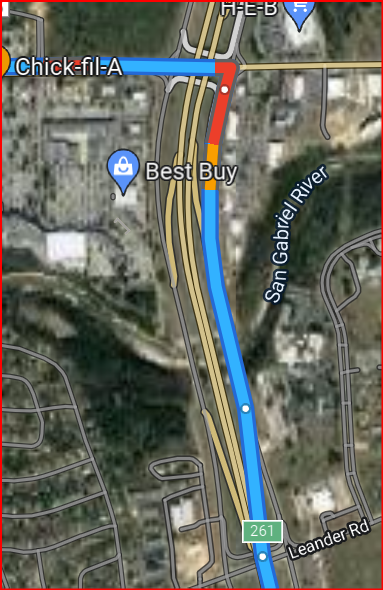 H-E-B
Chick-fil-A
Best Buy
San Gabriel River
261
Leander Rd